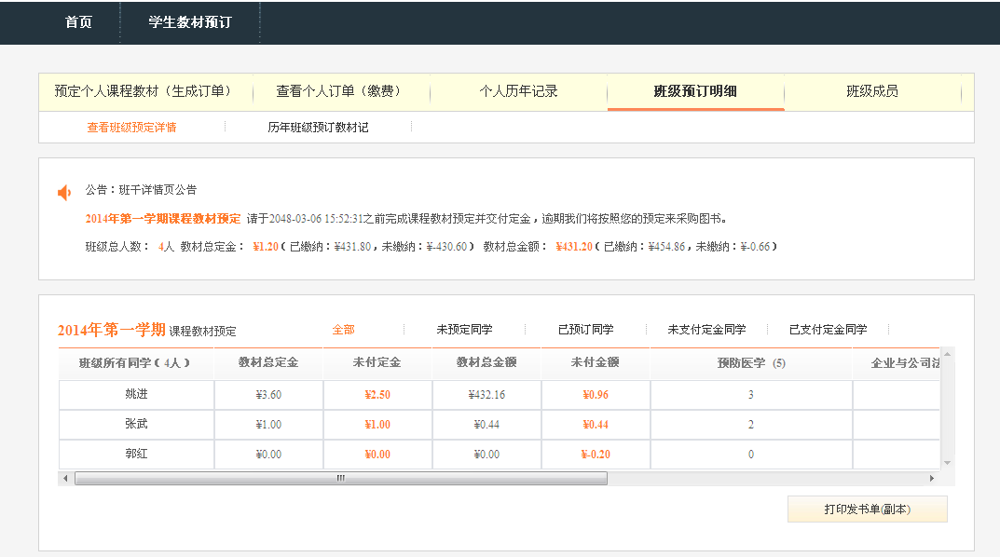 首页 学生教材预订
预定个人课程教材（生成订单） 查看个人订单（缴费） 个人历年记录 班级预订明细 班级成员
查看班级预定详情 历年班级预订教材记
公告：班干详情页公告
2014年第一学期课程教材预定 请于2048-03-06 15:52:31之前完成课程教材预定并交付定金，逾期我们将按照您的预定来采购图书。
班级总人数： 4人 教材总定金： ¥1.20（已缴纳：¥431.80，未缴纳：¥-430.60） 教材总金额： ¥431.20（已缴纳：¥454.86，未缴纳：¥-0.66）
2014年第一学期 课程教材预定 全部 未预定同学 已预订同学 未支付定金同学 已支付定金同学
班级所有同学（4人） 教材总定金 未付定金 教材总金额 未付金额 预防医学 (5) 企业与公司法
姚进 ¥3.60 ¥2.50 ¥432.16 ¥0.96 3
张武 ¥1.00 ¥1.00 ¥0.44 ¥0.44 2
郭红 ¥0.00 ¥0.00 ¥0.00 ¥-0.20 0
打印发书单(副本)